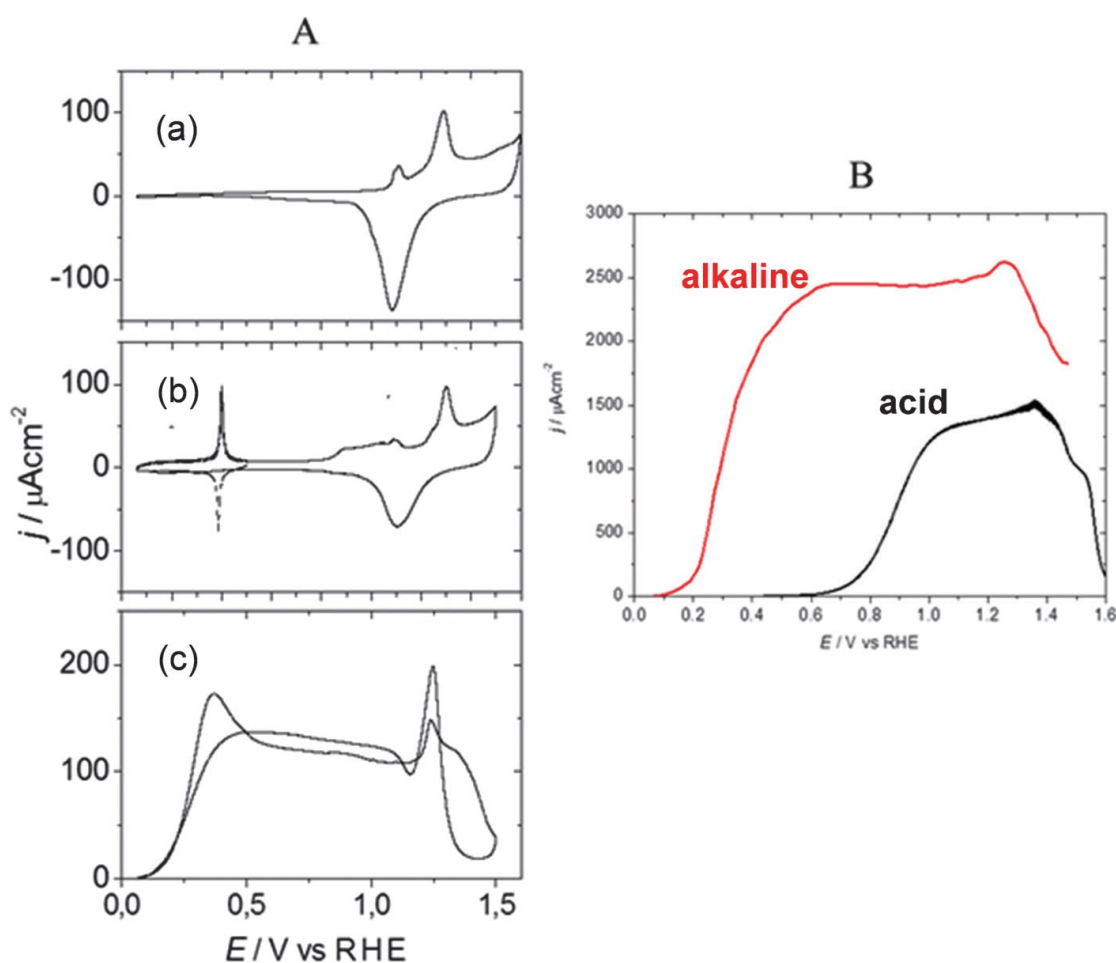 A
(a)
100
0
-100
(b)
100
0
-100
j / μAcm-2
(c)
200
100
0
0,0 0,5 1,0 1,5
E / V vs RHE
B
3000
2500
2000
1500
1000
500
0
j / μAcm-2
alkaline
acid
0.0 0.2 0.4 0.6 0.8 1.0 1.2 1.4 1.6
E / V vs RHE